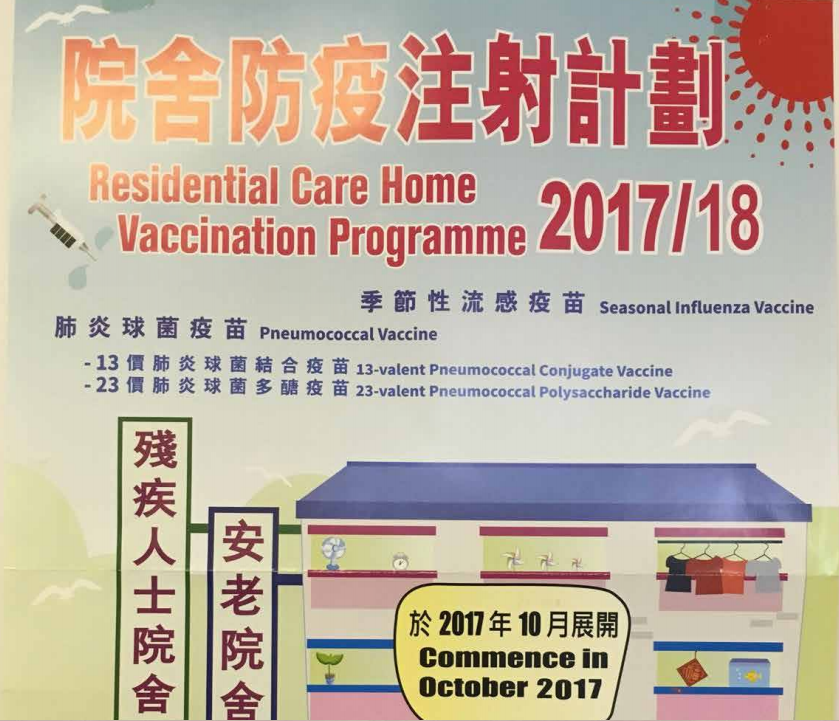 院舍防疫注射計劃
Residential Care Home
Vaccination Programme 2017/18
季節性流感疫苗 Seasonal Influenza Vaccine
肺炎球菌疫苗 Pneumococcal Vaccine
-13價肺炎球菌結合疫苗 13-valent Pneumococcal Conjugate Vaccine
-23價肺炎球菌多醣疫苗 23-valent Pneumococcal Polysaccharide Vaccine
殘疾人士院舍
安老院舍
於2017年10月展開
Commence in
October 2017